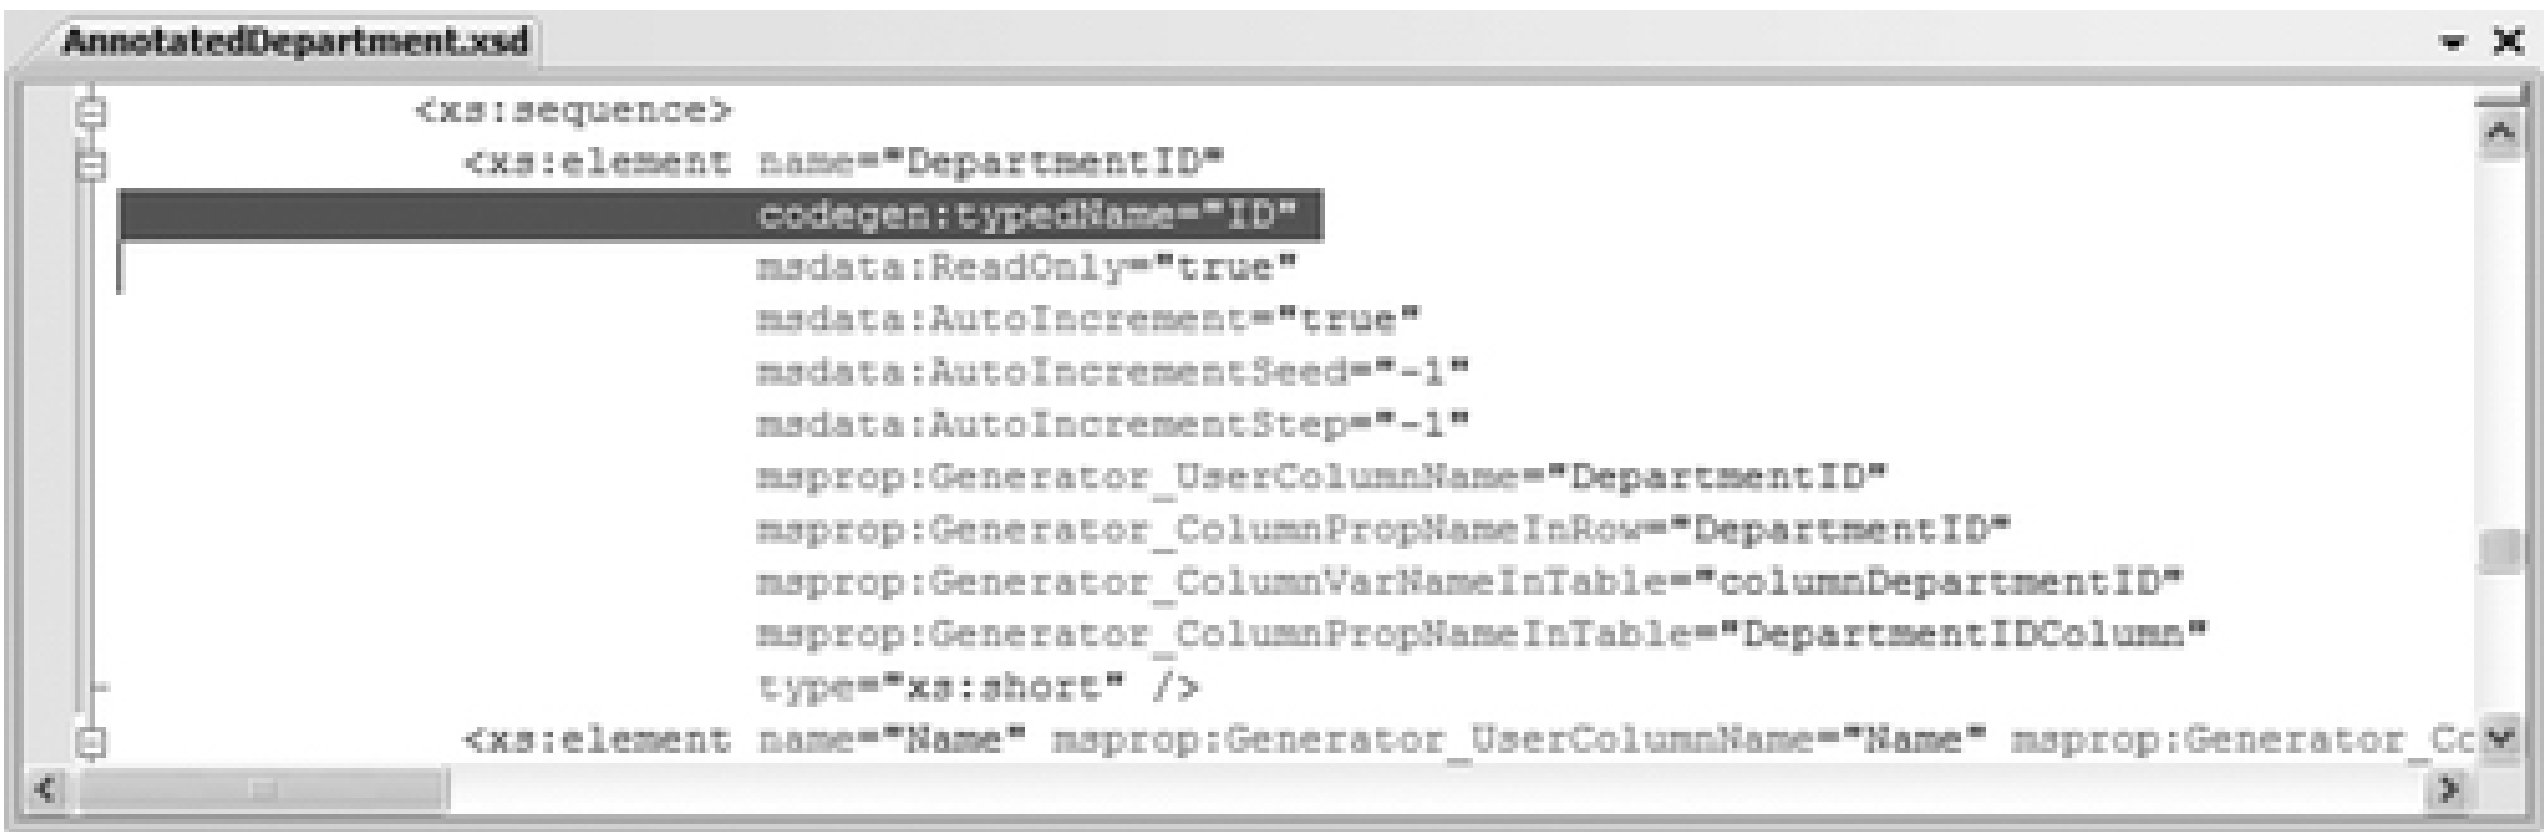 AnnotatedDepartment.xsd
<xs:sequence>
<xs:element name="DepartmentID"
codegen:typedName="ID"
msdata:ReadOnly="true"
msdata:AutoIncrement="true"
msdata:AutoIncrementSeed="-1"
msdata:AutoIncrementStep="-1"
msprop:Generator_UserColumnName="DepartmentID"
msprop:Generator_ColumnPropNameInRow="DepartmentID"
msprop:Generator_ColumnVarNameInTable="columnDepartmentID"
msprop:Generator_ColumnPropNameInTable="DepartmentIDColumn"
type="xs:short" />
<xs:element name="Name" msprop:Generator_UserColumnName="Name" msprop:Generator_Co